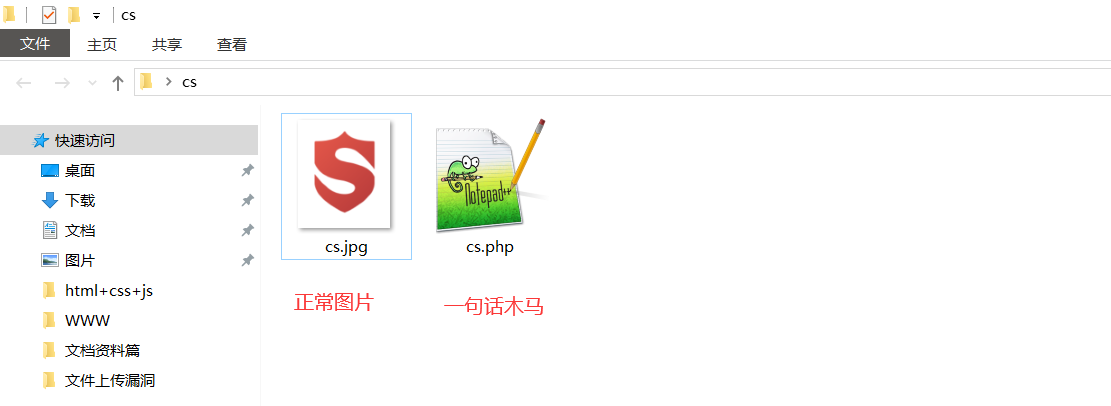 cs
文件 主页 共享 查看
cs
快速访问
桌面
下载
文档
图片
html+css+js
WWW
文档资料篇
文件上传漏洞
S
Notepad++
cs.jpg cs.php
正常图片 一句话木马